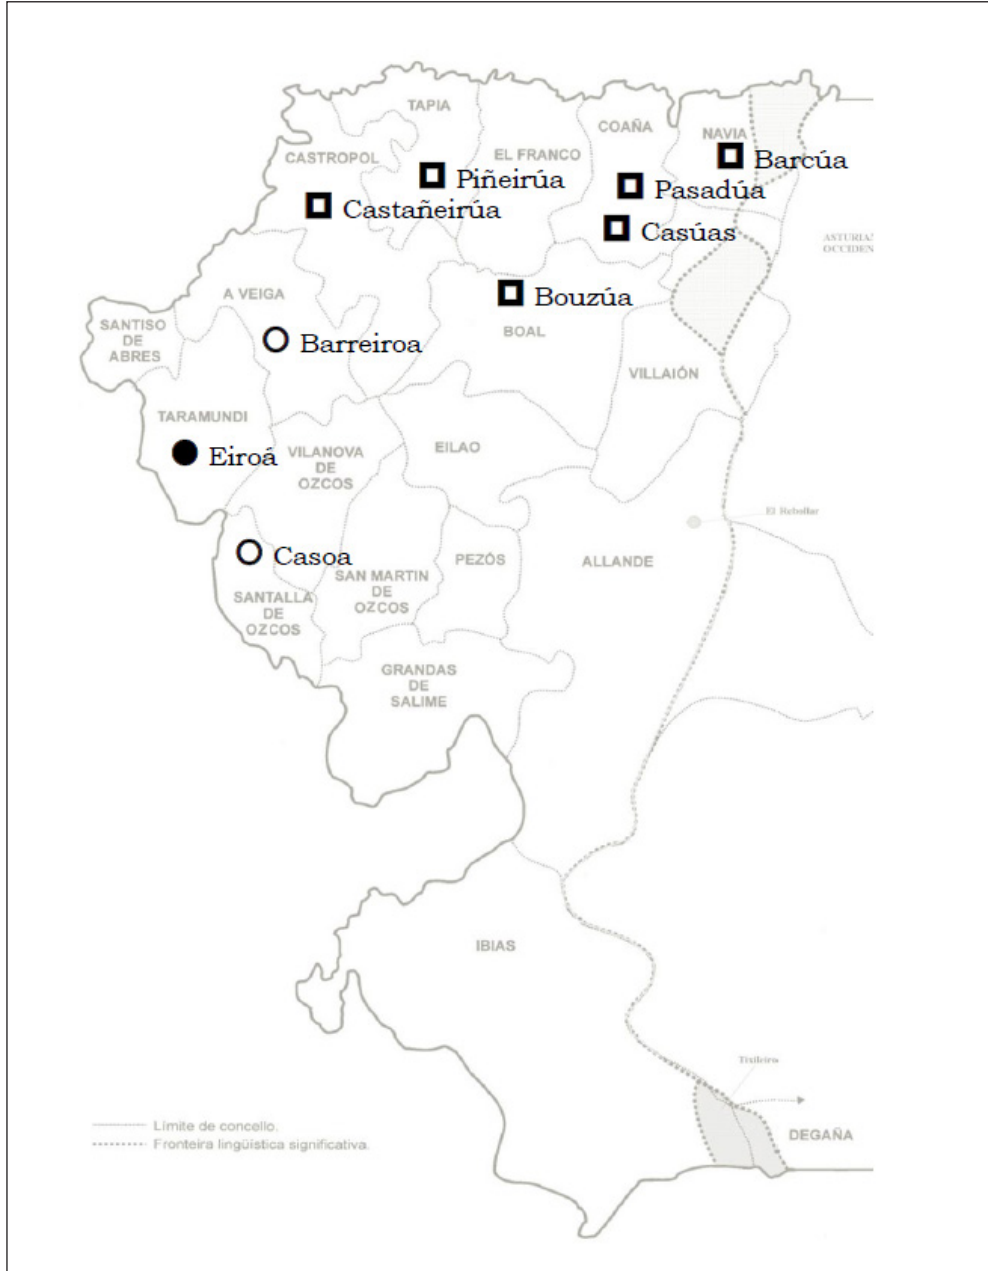 TAPIA
COAÑA
NAVIA
CASTROPOL
EL FRANCO
Barcúa
Piñeirúa
Pasadúa
Castañeirúa
Casúas
ASTURIA
OCCIDEN
A VEIGA
Bouzúa
SANTISO
DE
ABRES
BOAL
Barreiroa
VILLAIÓN
TARAMUNDI
Eiroá
VILANOVA
DE
OZCOS
EILAO
El Rebollar
Casoa
PEZÓS
ALLANDE
SAN MARTIN
DE
OZCOS
SANTALLA
DE
OZCOS
GRANDAS
DE
SALIME
IBIAS
Tixileiros
Límite de concello.
DEGAÑA
Fronteira lingüística significativa.